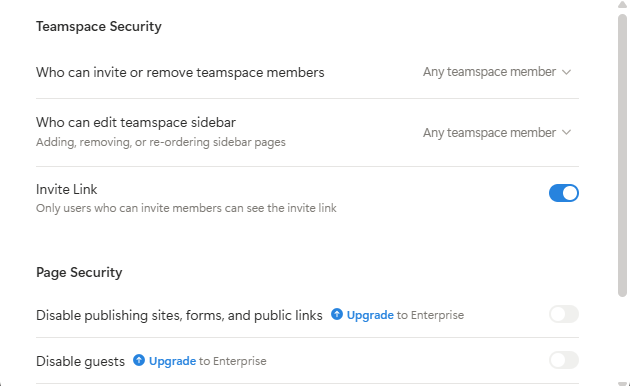 Teamspace Security
Who can invite or remove teamspace members Any teamspace member
Who can edit teamspace sidebar
Adding, removing, or re-ordering sidebar pages
Any teamspace member
Invite Link
Only users who can invite members can see the invite link
Page Security
Disable publishing sites, forms, and public links Upgrade to Enterprise
Disable guests Upgrade to Enterprise